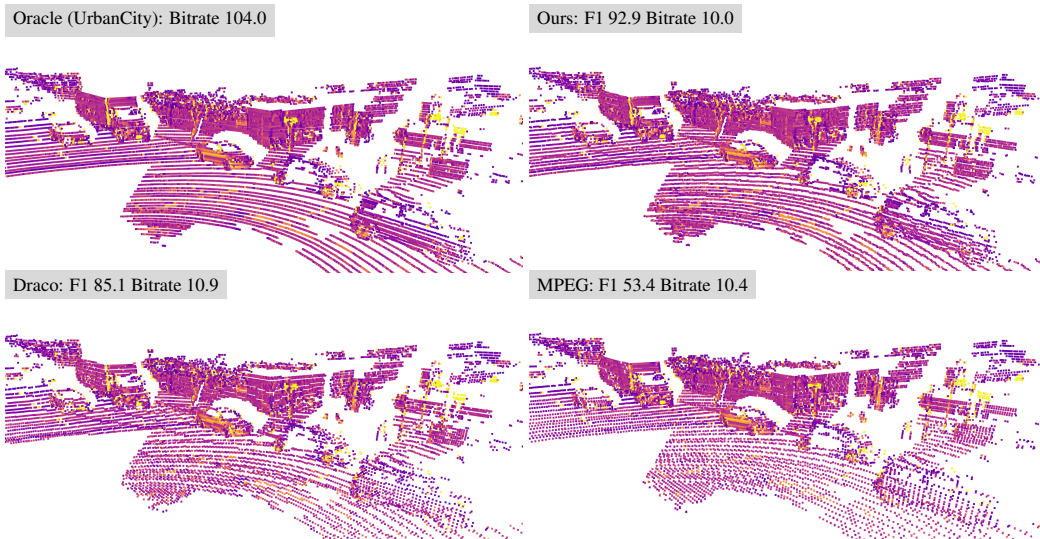 Oracle (UrbanCity): Bitrate 104.0
Ours: F1 92.9 Bitrate 10.0
Draco: F1 85.1 Bitrate 10.9
MPEG: F1 53.4 Bitrate 10.4